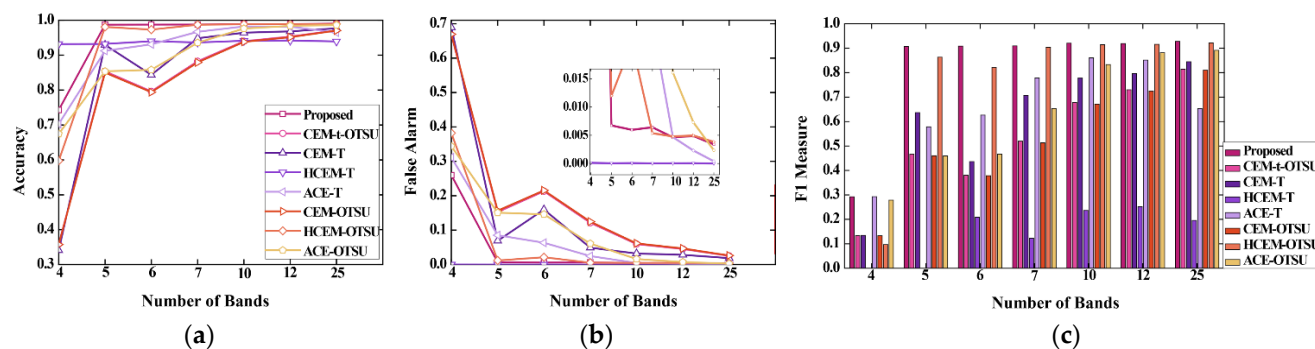 1.0
0.9
0.8
0.7
0.6
0.5
0.4
0.3
Accuracy
4 5 6 7 10 12 25
Number of Bands
Proposed
CEM-t-OTSU
CEM-T
HCEM-T
ACE-T
CEM-OTSU
HCEM-OTSU
ACE-OTSU
(a)
0.7
0.6
0.5
0.4
0.3
0.2
0.1
0.0
False Alarm
0.015
0.010
0.005
0.000
4 5 6 7 10 12 25
4 5 6 7 10 12 25
Number of Bands
(b)
1.0
0.9
0.8
0.7
0.6
0.5
0.4
0.3
0.2
0.1
0.0
F1 Measure
4 5 6 7 10 12 25
Number of Bands
Proposed
CEM-t-OTSU
CEM-T
HCEM-T
ACE-T
CEM-OTSU
HCEM-OTSU
ACE-OTSU
(c)